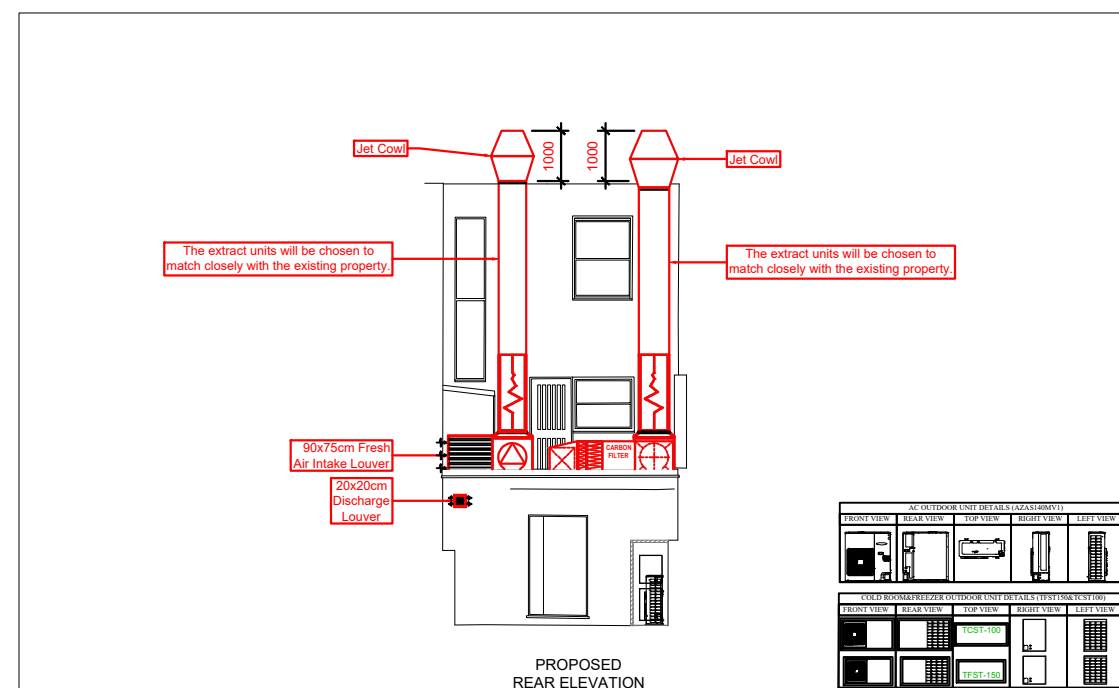 Jet Cowl
1000
1000
Jet Cowl
The extract units will be chosen to
match closely with the existing property.
The extract units will be chosen to
match closely with the existing property.
90x75cm Fresh
Air Intake Louver
CARBON
FILTER
20x20cm
Discharge
Louver
PROPOSED
REAR ELEVATION
AC OUTDOOR UNIT DETAILS (AZAS140MV1)
FRONT VIEW REAR VIEW TOP VIEW RIGHT VIEW LEFT VIEW
COLD ROOM&FREEZER OUTDOOR UNIT DETAILS (TFST150&TCST100)
FRONT VIEW REAR VIEW TOP VIEW RIGHT VIEW LEFT VIEW
TCST-100
TFST-150